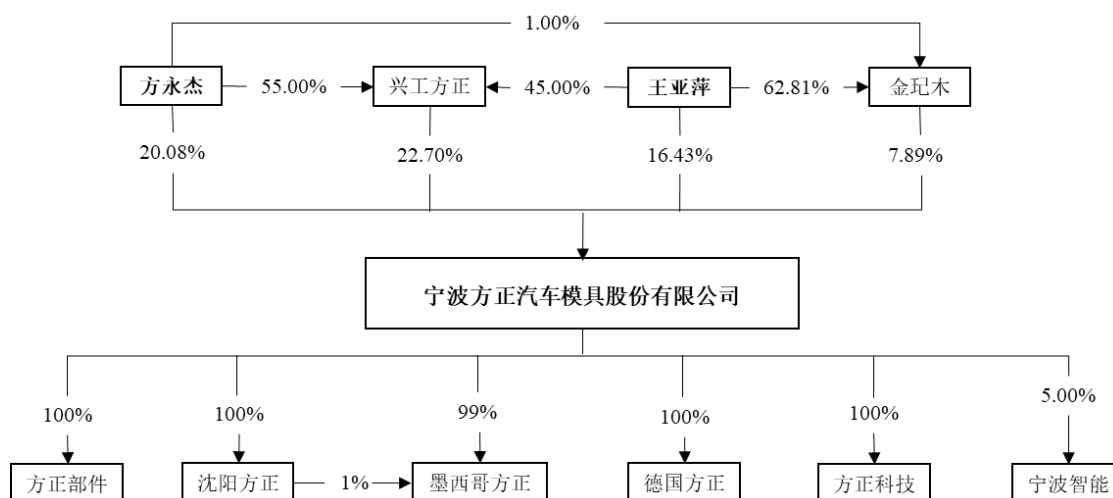 1.00%
方永杰 55.00% 兴工方正 45.00% 王亚萍 62.81% 金玘木
20.08% 22.70% 16.43% 7.89%
宁波方正汽车模具股份有限公司
100% 100% 99% 100% 100% 5.00%
方正部件 沈阳方正 1% 墨西哥方正 德国方正 方正科技 宁波智能